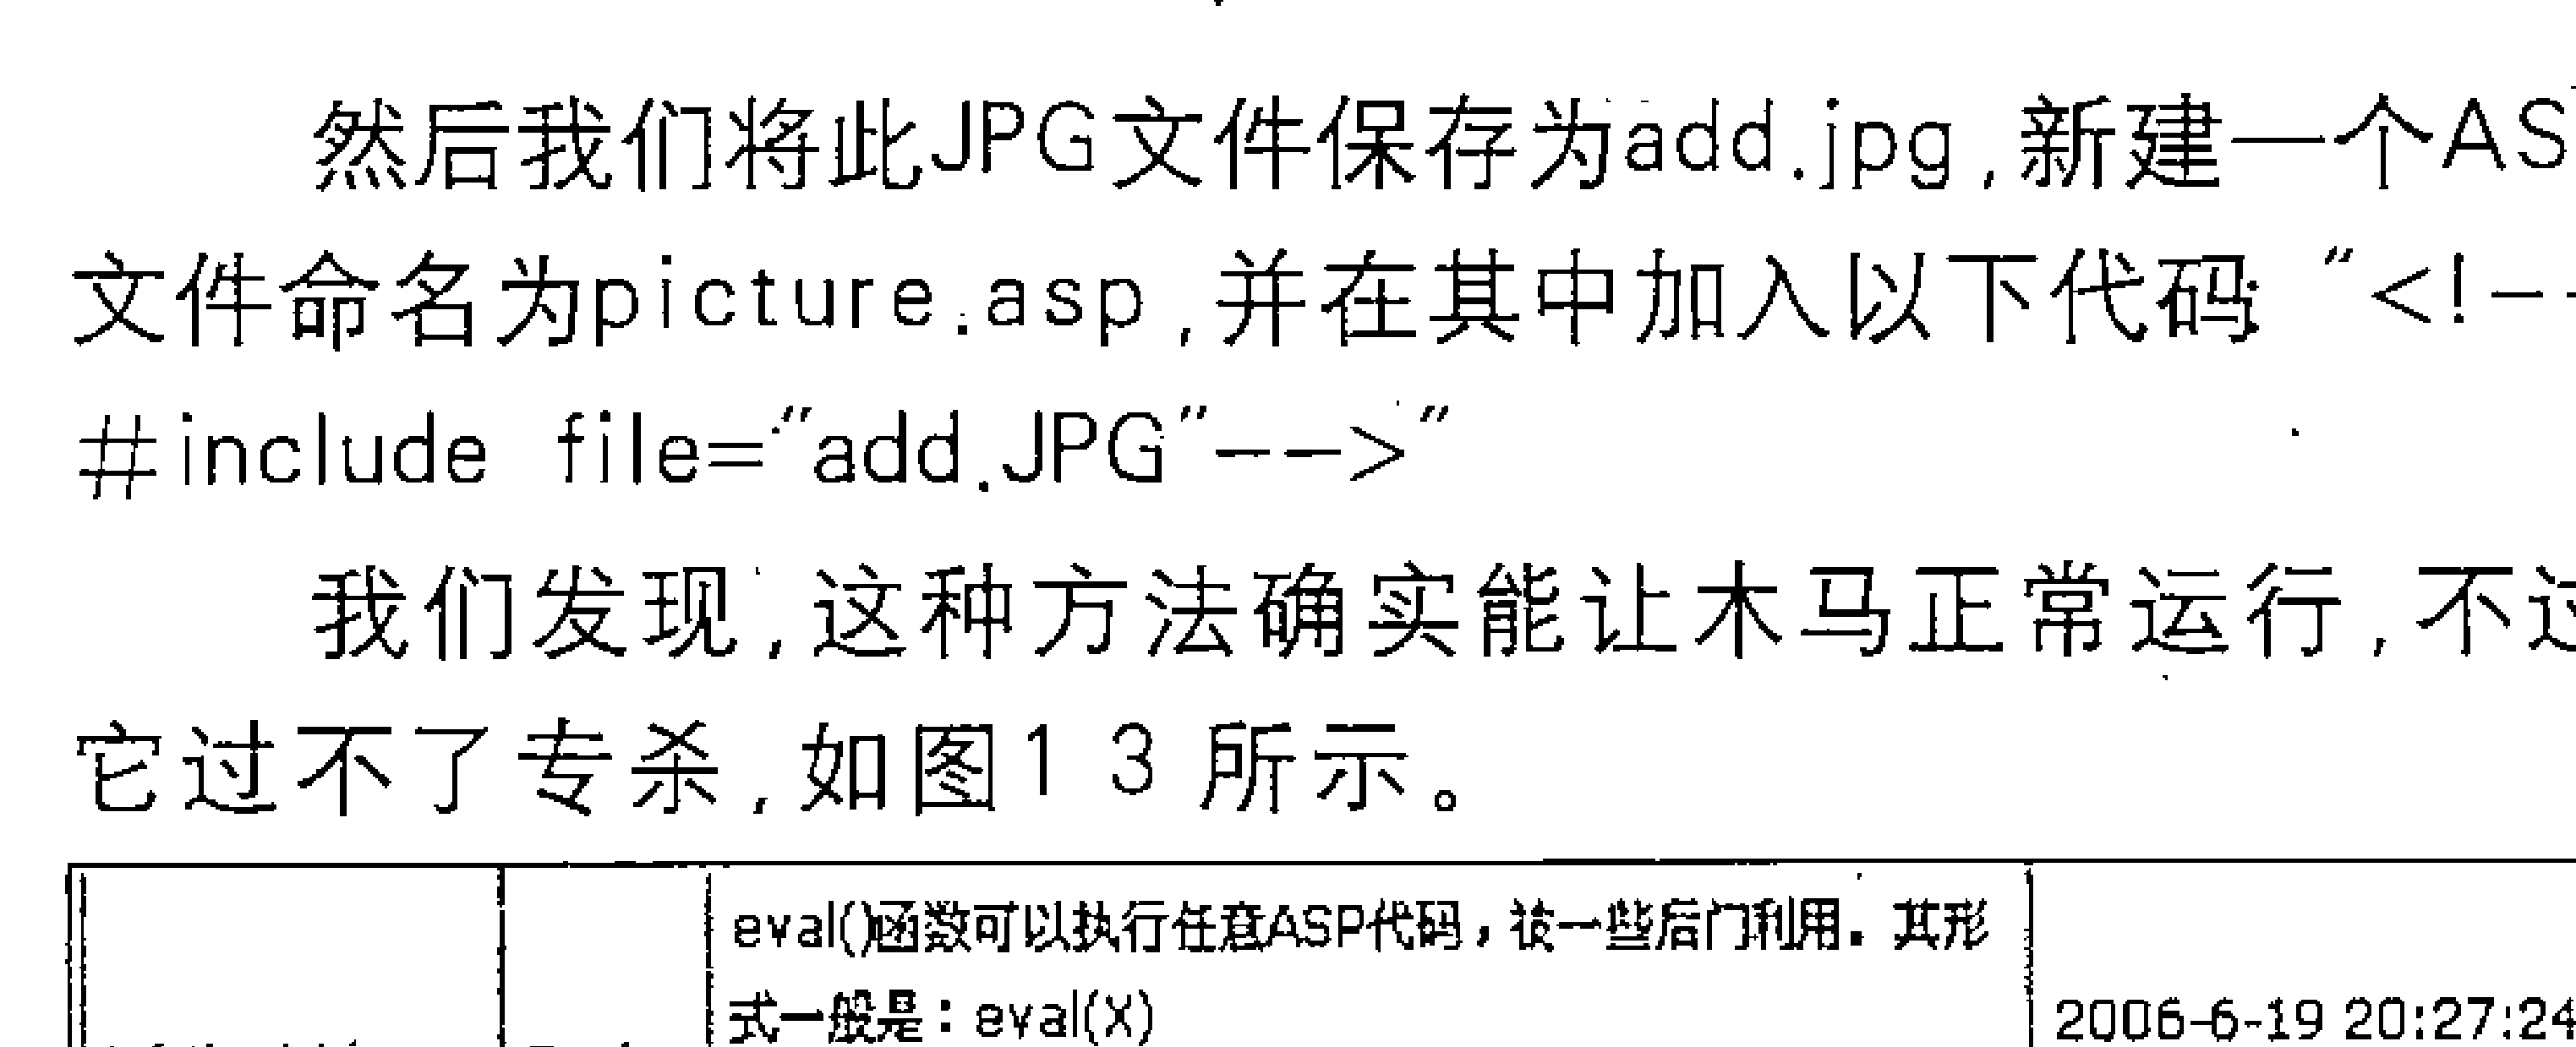 然后我们将此JPG文件保存为add.jpg,新建一个AS
文件命名为picture.asp,并在其中加入以下代码 "<!--
#include file="add.JPG"-->"
我们发现,这种方法确实能让木马正常运行,不过
它过不了专杀,如图13所示。
eval()函数可以执行任意ASP代码，被一些后门利用。其形
式一般是：eval(X)
2006-6-19 20:27:24